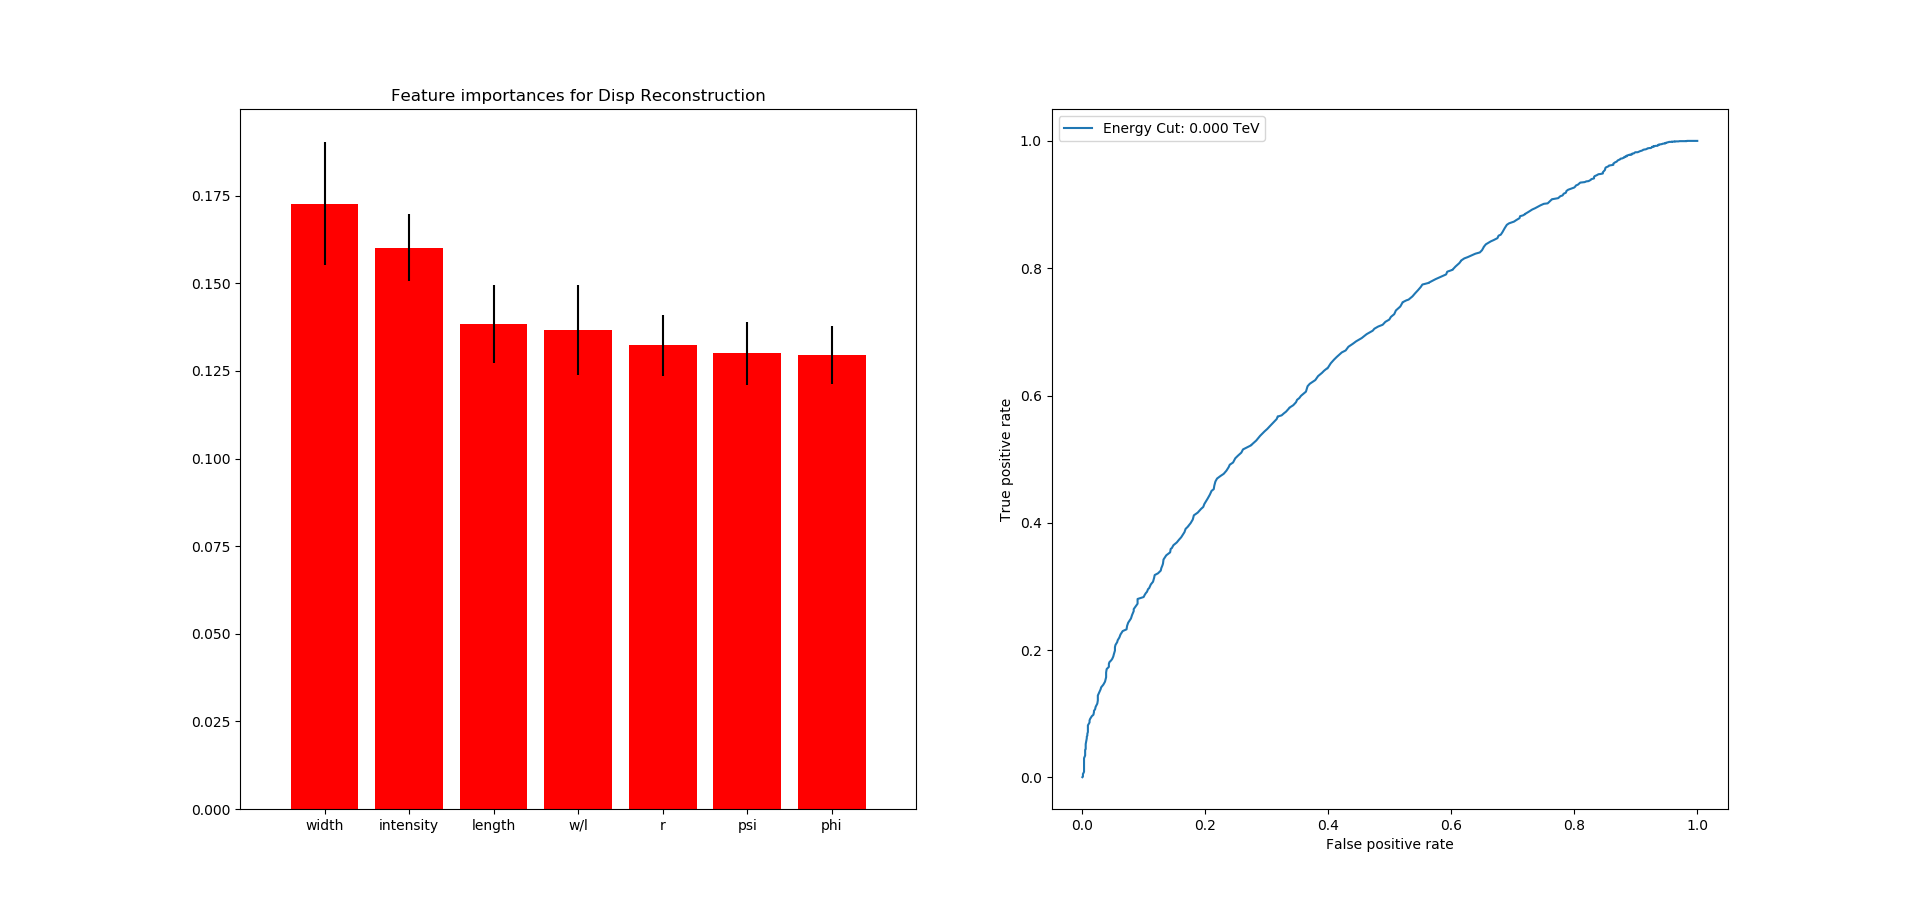 Feature importances for Disp Reconstruction
0.175
0.150
0.125
0.100
0.075
0.050
0.025
0.000
width intensity length w/l r psi phi
Energy Cut: 0.000 TeV
True positive rate
1.0
0.8
0.6
0.4
0.2
0.0
0.0 0.2 0.4 0.6 0.8 1.0
False positive rate